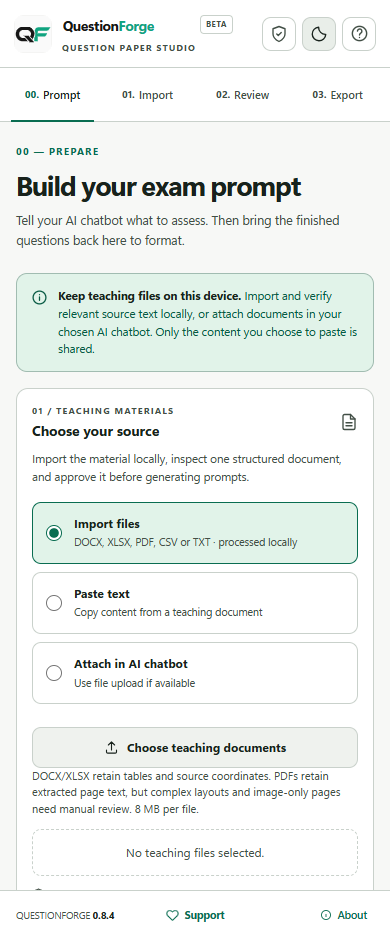 QF QuestionForge BETA
QUESTION PAPER STUDIO
00. Prompt 01. Import 02. Review 03. Export
00 — PREPARE
Build your exam prompt
Tell your AI chatbot what to assess. Then bring the finished
questions back here to format.
Keep teaching files on this device. Import and verify
relevant source text locally, or attach documents in your
chosen AI chatbot. Only the content you choose to paste is
shared.
01 / TEACHING MATERIALS
Choose your source
Import the material locally, inspect one structured document,
and approve it before generating prompts.
Import files
DOCX, XLSX, PDF, CSV or TXT · processed locally
Paste text
Copy content from a teaching document
Attach in AI chatbot
Use file upload if available
Choose teaching documents
DOCX/XLSX retain tables and source coordinates. PDFs retain
extracted page text, but complex layouts and image-only pages
need manual review. 8 MB per file.
No teaching files selected.
QUESTIONFORGE 0.8.4 Support About